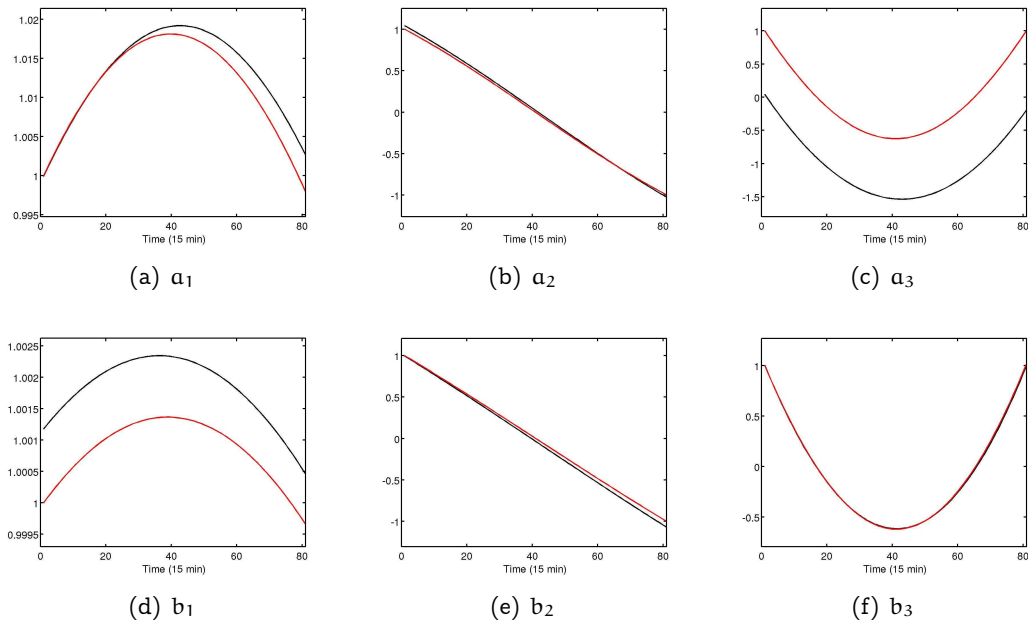 1.02
1.015
1.01
1.005
1
0.995
0 20 40 60 80
Time (15 min)
(a) a₁
1
0.5
0
-0.5
-1
0 20 40 60 80
Time (15 min)
(b) a₂
1
0.5
0
-0.5
-1
-1.5
0 20 40 60 80
Time (15 min)
(c) a₃
1.0025
1.002
1.0015
1.001
1.0005
1
0.9995
0 20 40 60 80
Time (15 min)
(d) b₁
1
0.5
0
-0.5
-1
0 20 40 60 80
Time (15 min)
(e) b₂
1
0.5
0
-0.5
0 20 40 60 80
Time (15 min)
(f) b₃